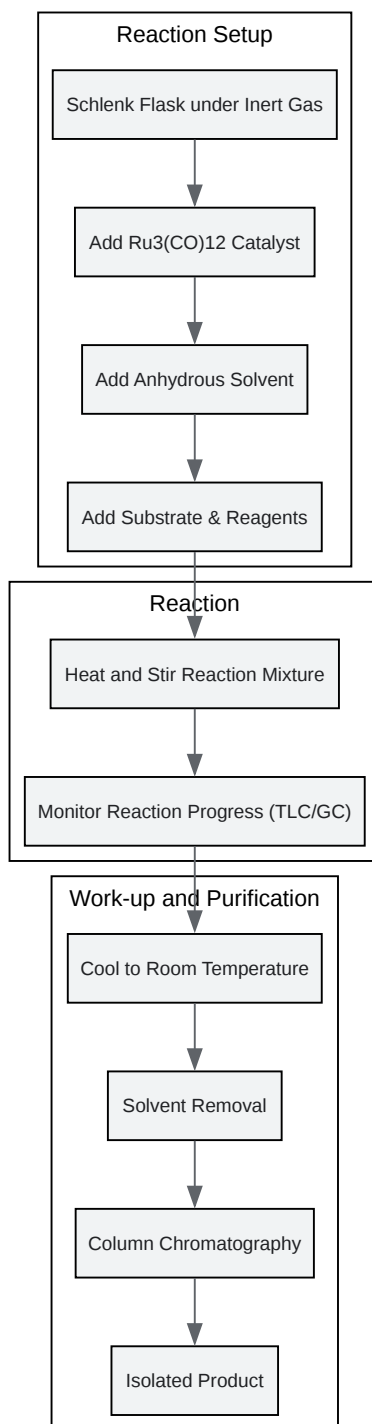 Reaction Setup
Schlenk Flask under Inert Gas
Add Ru3(CO)12 Catalyst
Add Anhydrous Solvent
Add Substrate & Reagents
Reaction
Heat and Stir Reaction Mixture
Monitor Reaction Progress (TLC/GC)
Work-up and Purification
Cool to Room Temperature
Solvent Removal
Column Chromatography
Isolated Product